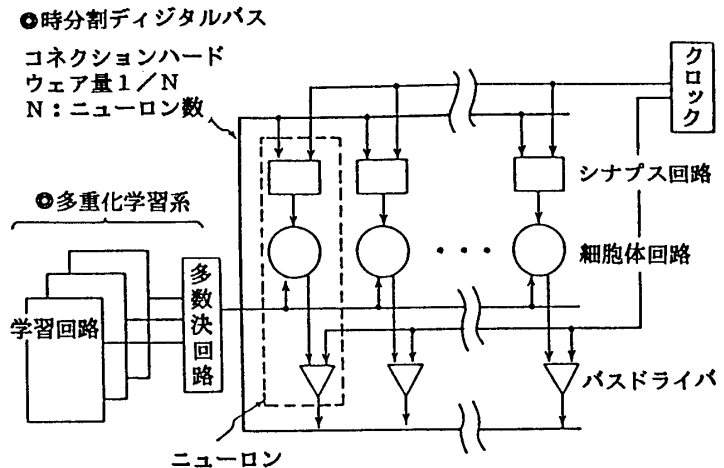 ◎時分割ディジタルバス
コネクションハード
ウェア量1/N
N:ニューロン数
クロック
シナプス回路
◎多重化学習系
細胞体回路
・・・
多数決回路
学習回路
バスドライバ
ニューロン